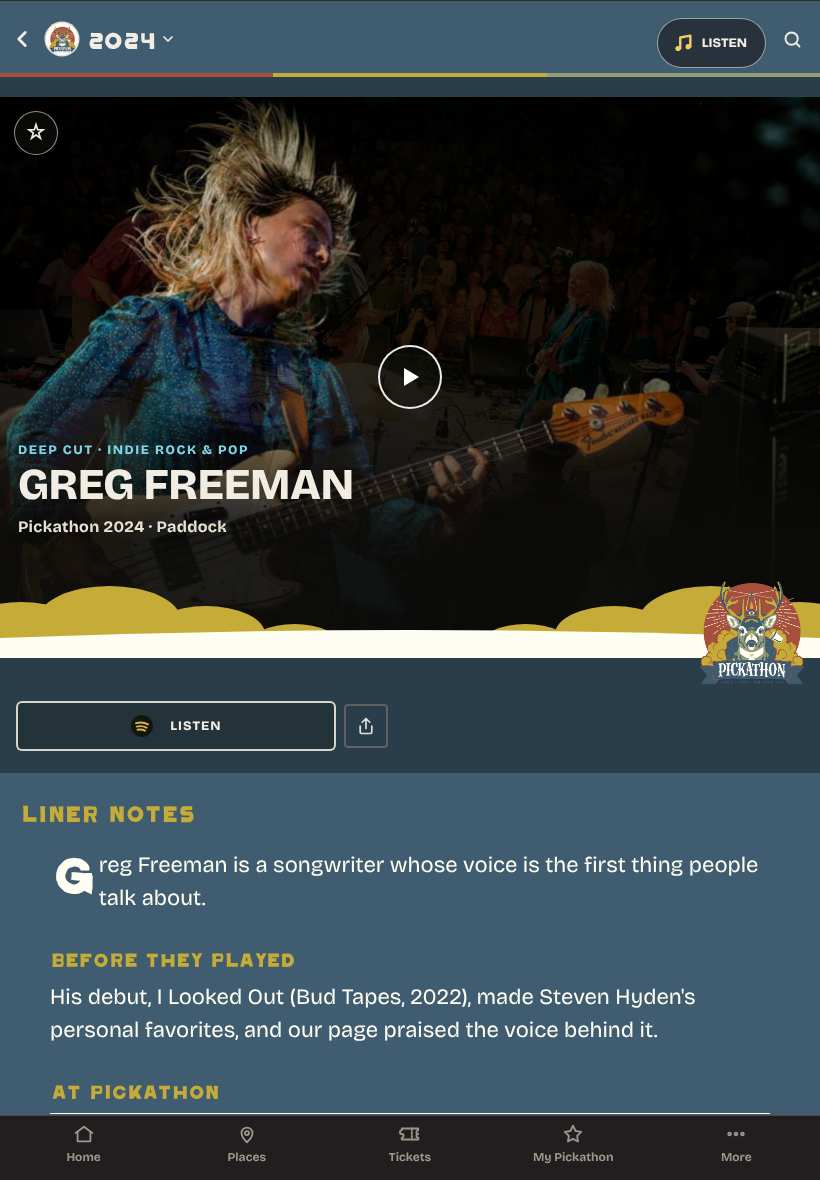 2024
LISTEN
DEEP CUT · INDIE ROCK & POP
GREG FREEMAN
Pickathon 2024 · Paddock
PICKATHON
LISTEN
LINER NOTES
Greg Freeman is a songwriter whose voice is the first thing people
talk about.
BEFORE THEY PLAYED
His debut, I Looked Out (Bud Tapes, 2022), made Steven Hyden's
personal favorites, and our page praised the voice behind it.
AT PICKATHON
Home
Places
Tickets
My Pickathon
More